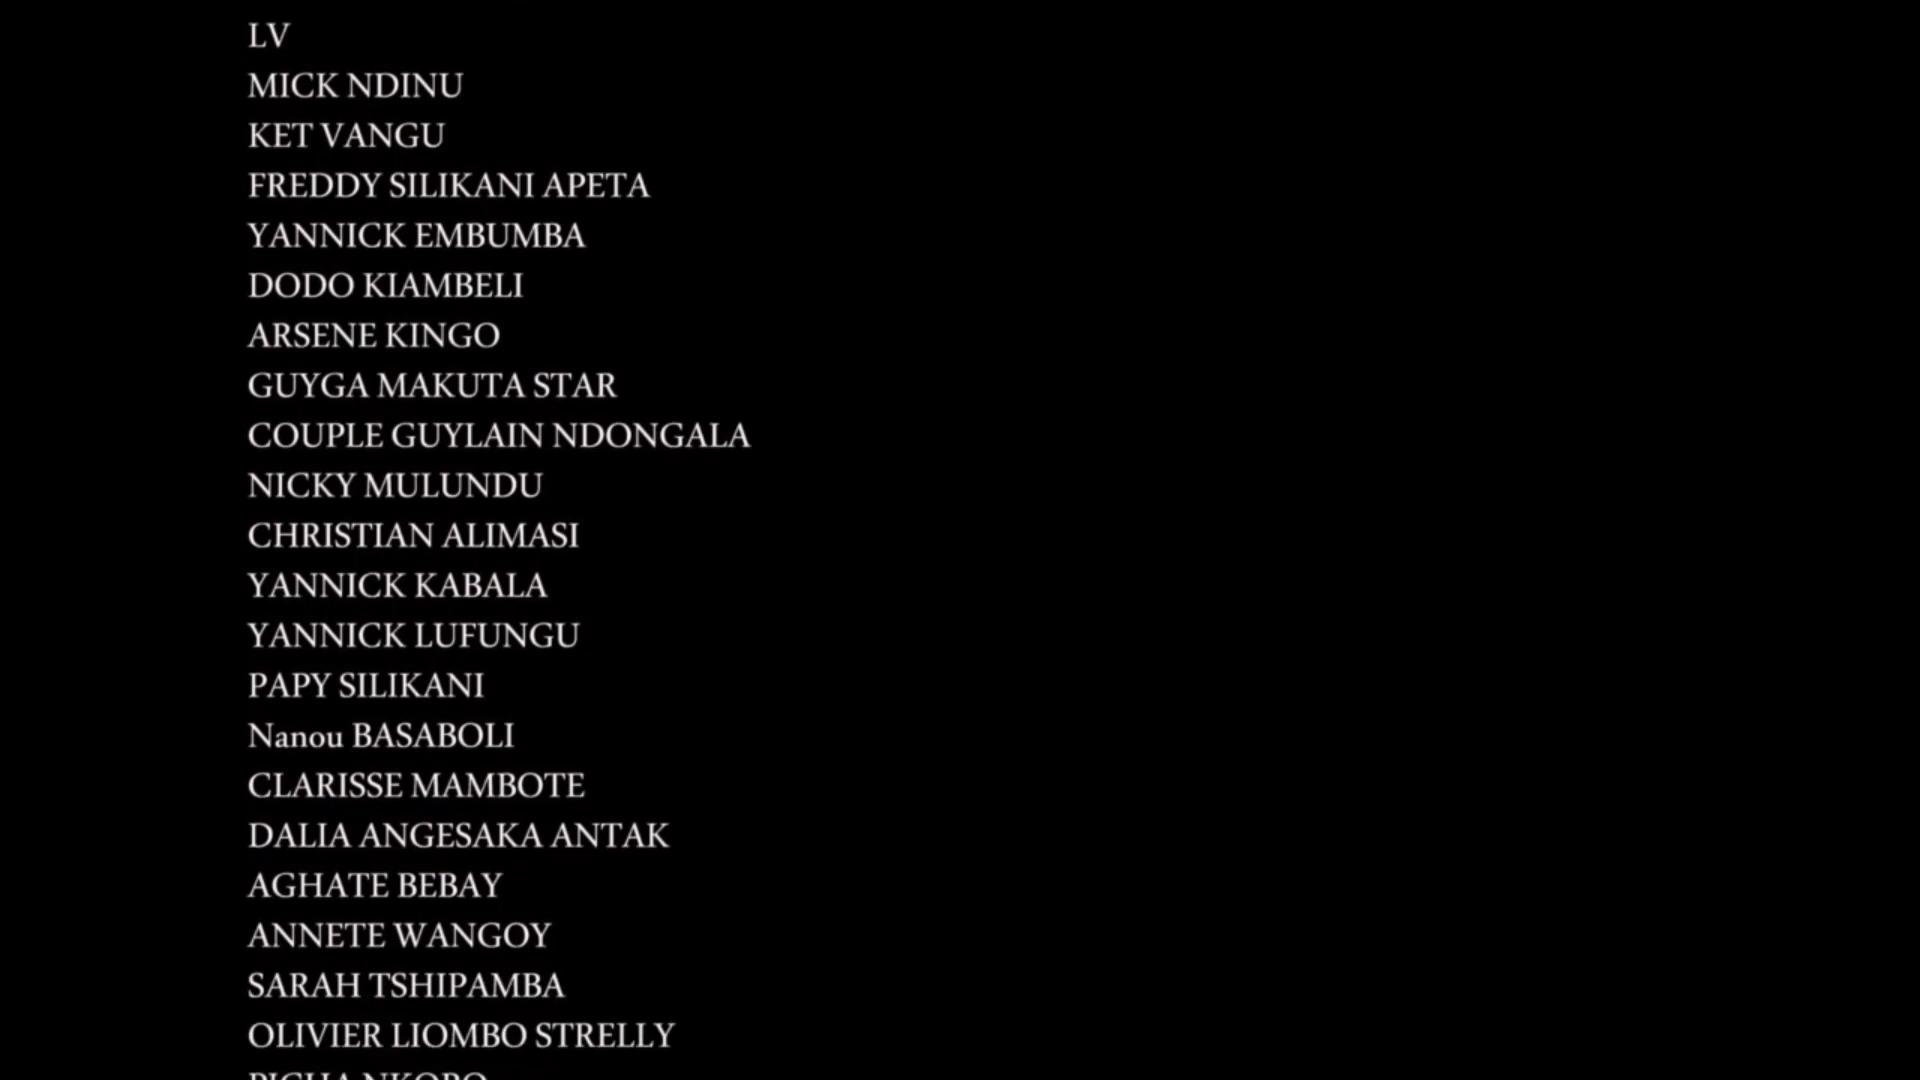 LV
MICK NDINU
KET VANGU
FREDDY SILIKANI APETA
YANNICK EMBUMBA
DODO KIAMBELI
ARSENE KINGO
GUYGA MAKUTA STAR
COUPLE GUYLAIN NDONGALA
NICKY MULUNDU
CHRISTIAN ALIMASI
YANNICK KABALA
YANNICK LUFUNGU
PAPY SILIKANI
Nanou BASABOLI
CLARISSE MAMBOTE
DALIA ANGESAKA ANTAK
AGHATE BEBAY
ANNETE WANGOY
SARAH TSHIPAMBA
OLIVIER LIOMBO STRELLY